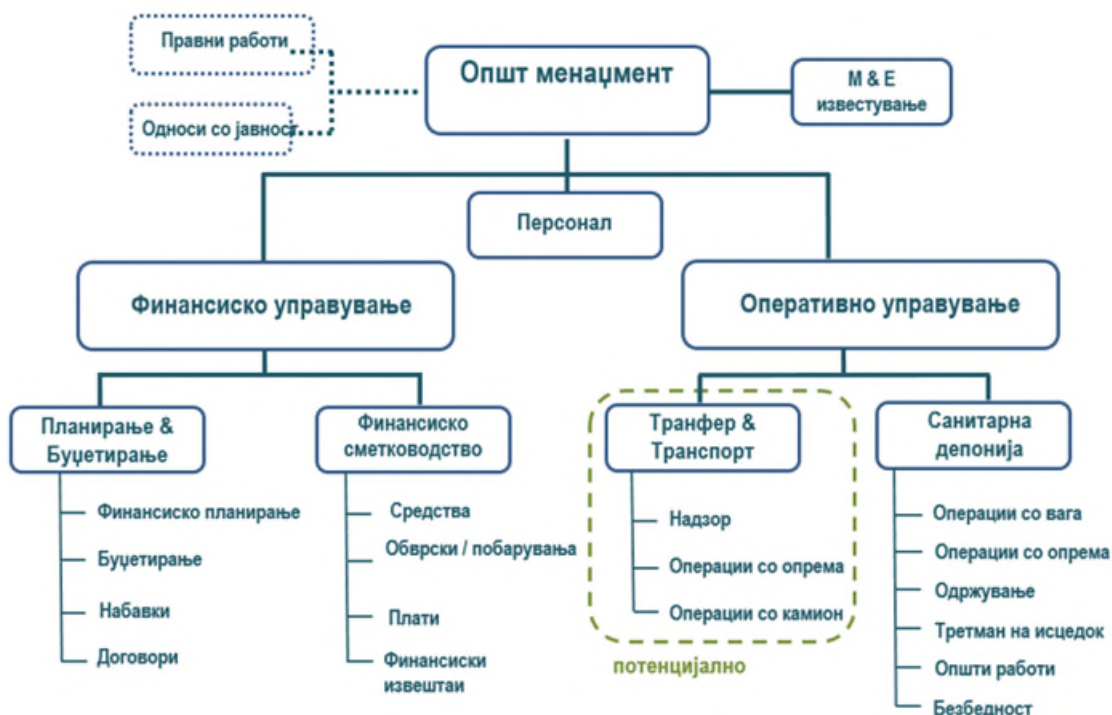 Правни работи
Општ менаџмент
М & Е
известување
Односи со јавност
Персонал
Финансиско управување
Оперативно управување
Планирање &
Буџетирање
Финансиско
сметководство
Транфер &
Транспорт
Санитарна
депонија
Финансиско планирање
Буџетирање
Набавки
Договори
Средства
Обврски / побарувања
Плати
Финансиски
извештаи
Надзор
Операции со опрема
Операции со камион
потенцијално
Операции со вага
Операции со опрема
Одржување
Третман на исцедок
Општи работи
Безбедност